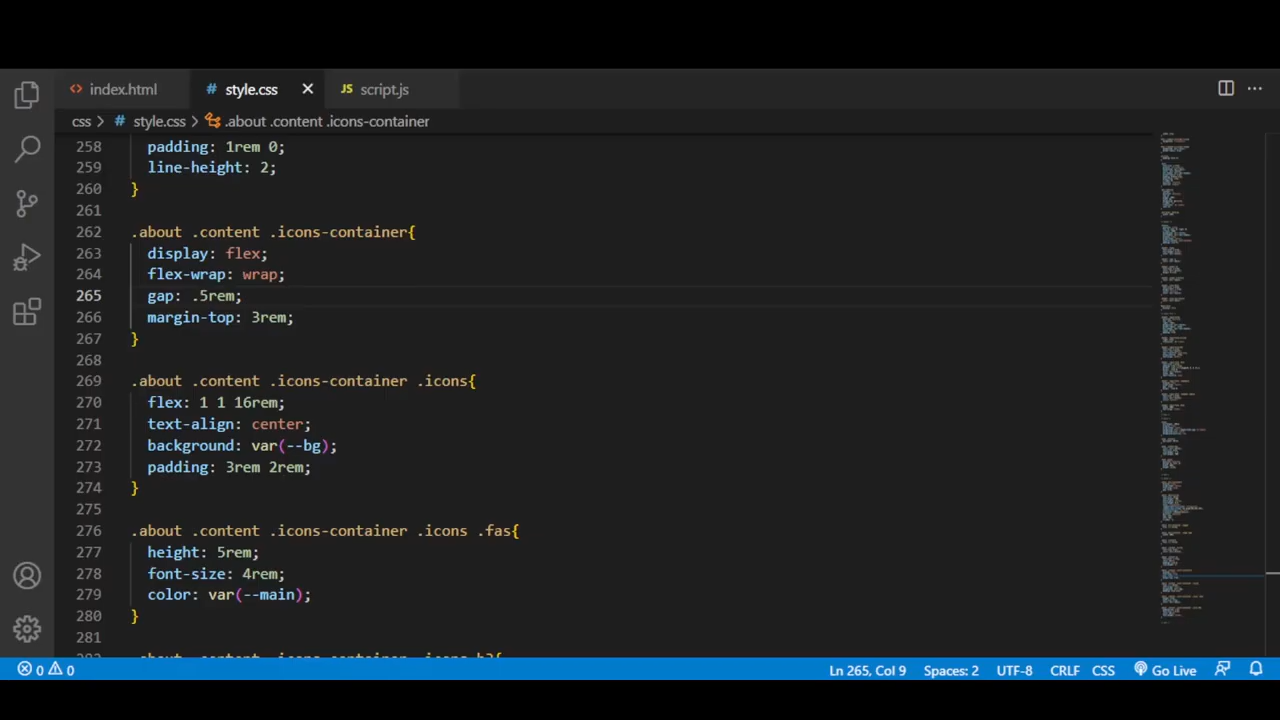 index.html
style.css
script.js
css > style.css > .about .content .icons-container
258 padding: 1rem 0;
259 line-height: 2;
260 }
261
262 .about .content .icons-container{
263 display: flex;
264 flex-wrap: wrap;
265 gap: .5rem;
266 margin-top: 3rem;
267 }
268
269 .about .content .icons-container .icons{
270 flex: 1 1 16rem;
271 text-align: center;
272 background: var(--bg);
273 padding: 3rem 2rem;
274 }
275
276 .about .content .icons-container .icons .fas{
277 height: 5rem;
278 font-size: 4rem;
279 color: var(--main);
280 }
281
0 0 Ln 265, Col 9 Spaces: 2 UTF-8 CRLF CSS Go Live